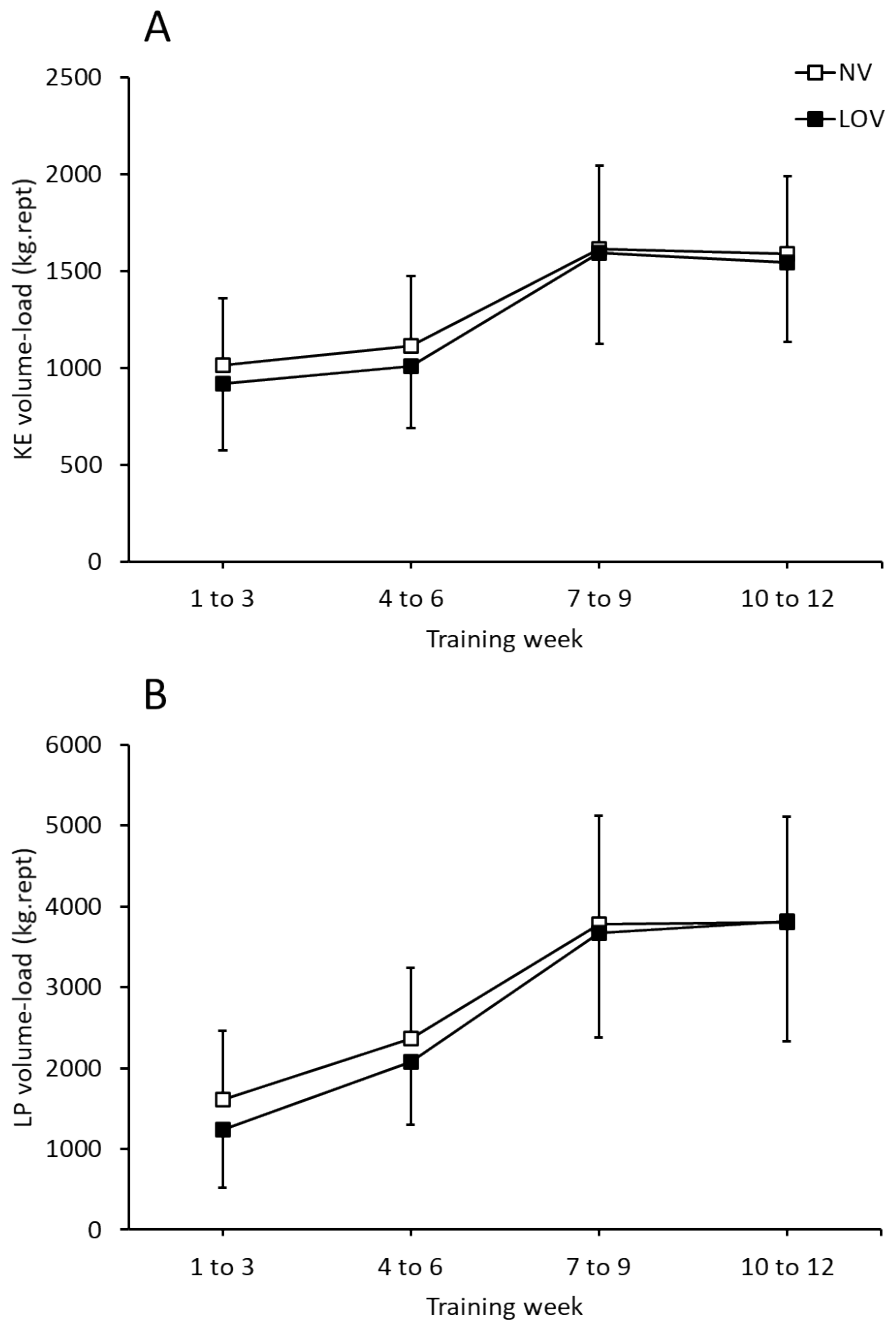 A
NV
LOV
KE volume-load (kg.rept)
2500
2000
1500
1000
500
0
1 to 3 4 to 6 7 to 9 10 to 12
Training week
B
LP volume-load (kg.rept)
6000
5000
4000
3000
2000
1000
0
1 to 3 4 to 6 7 to 9 10 to 12
Training week